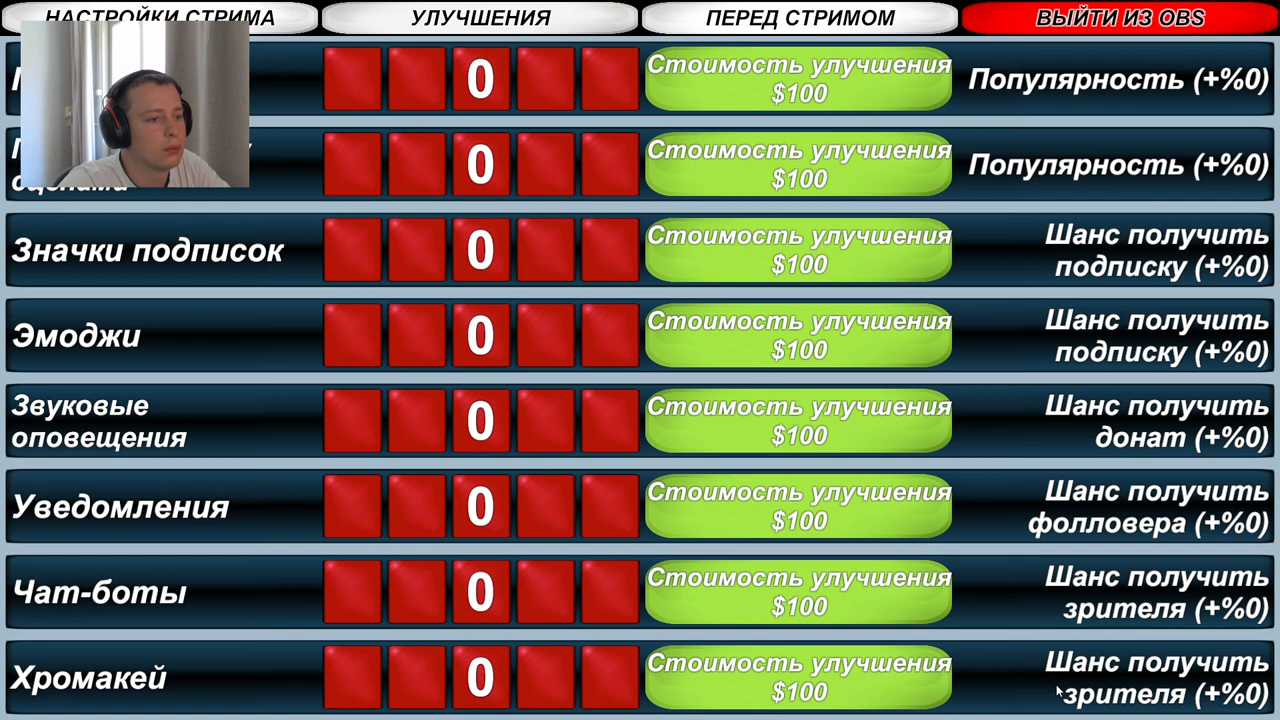 НАСТРОЙКИ СТРИМА
УЛУЧШЕНИЯ
ПЕРЕД СТРИМОМ
ВЫЙТИ ИЗ OBS
0
Стоимость улучшения
$100
Популярность (+%0)
0
Стоимость улучшения
$100
Популярность (+%0)
Значки подписок
0
Стоимость улучшения
$100
Шанс получить
подписку (+%0)
Эмоджи
0
Стоимость улучшения
$100
Шанс получить
подписку (+%0)
Звуковые
оповещения
0
Стоимость улучшения
$100
Шанс получить
донат (+%0)
Уведомления
0
Стоимость улучшения
$100
Шанс получить
фолловера (+%0)
Чат-боты
0
Стоимость улучшения
$100
Шанс получить
зрителя (+%0)
Хромакей
0
Стоимость улучшения
$100
Шанс получить
зрителя (+%0)